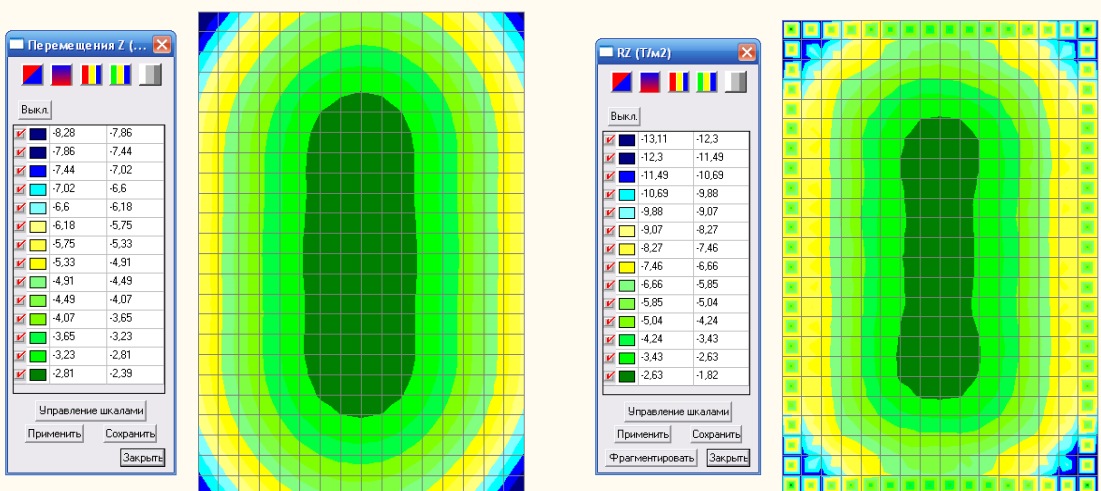 Перемещения Z (...
Выкл.
-8,28 -7,86
-7,86 -7,44
-7,44 -7,02
-7,02 -6,6
-6,6 -6,18
-6,18 -5,75
-5,75 -5,33
-5,33 -4,91
-4,91 -4,49
-4,49 -4,07
-4,07 -3,65
-3,65 -3,23
-3,23 -2,81
-2,81 -2,39
Управление шкалами
Применить Сохранить
Закрыть
RZ (Т/м2)
Выкл.
-13,11 -12,3
-12,3 -11,49
-11,49 -10,69
-10,69 -9,88
-9,88 -9,07
-9,07 -8,27
-8,27 -7,46
-7,46 -6,66
-6,66 -5,85
-5,85 -5,04
-5,04 -4,24
-4,24 -3,43
-3,43 -2,63
-2,63 -1,82
Управление шкалами
Применить Сохранить
Фрагментировать Закрыть